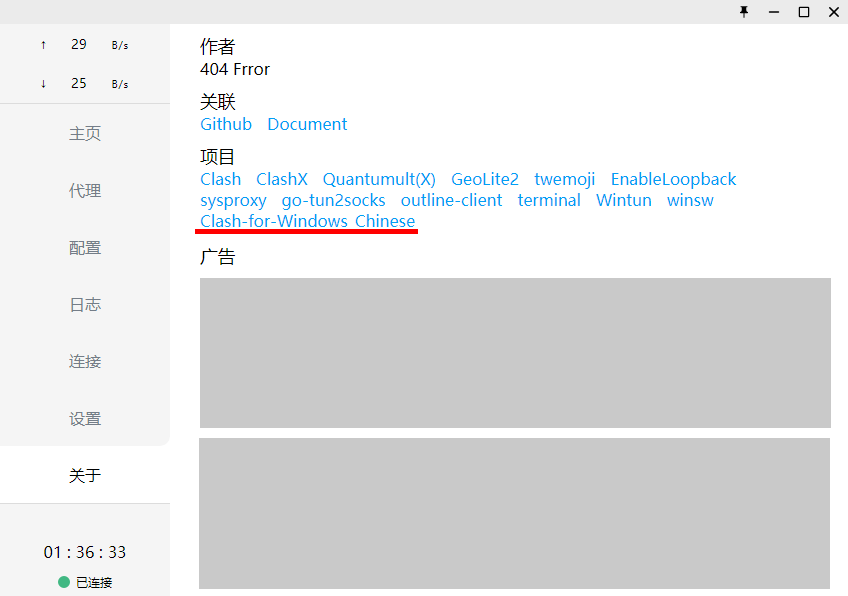 ↑ 29 B/s
↓ 25 B/s
主页
代理
配置
日志
连接
设置
关于
01 : 36 : 33
已连接
作者
404 Frror
关联
Github Document
项目
Clash ClashX Quantumult(X) GeoLite2 twemoji EnableLoopback
sysproxy go-tun2socks outline-client terminal Wintun winsw
Clash-for-Windows_Chinese
广告